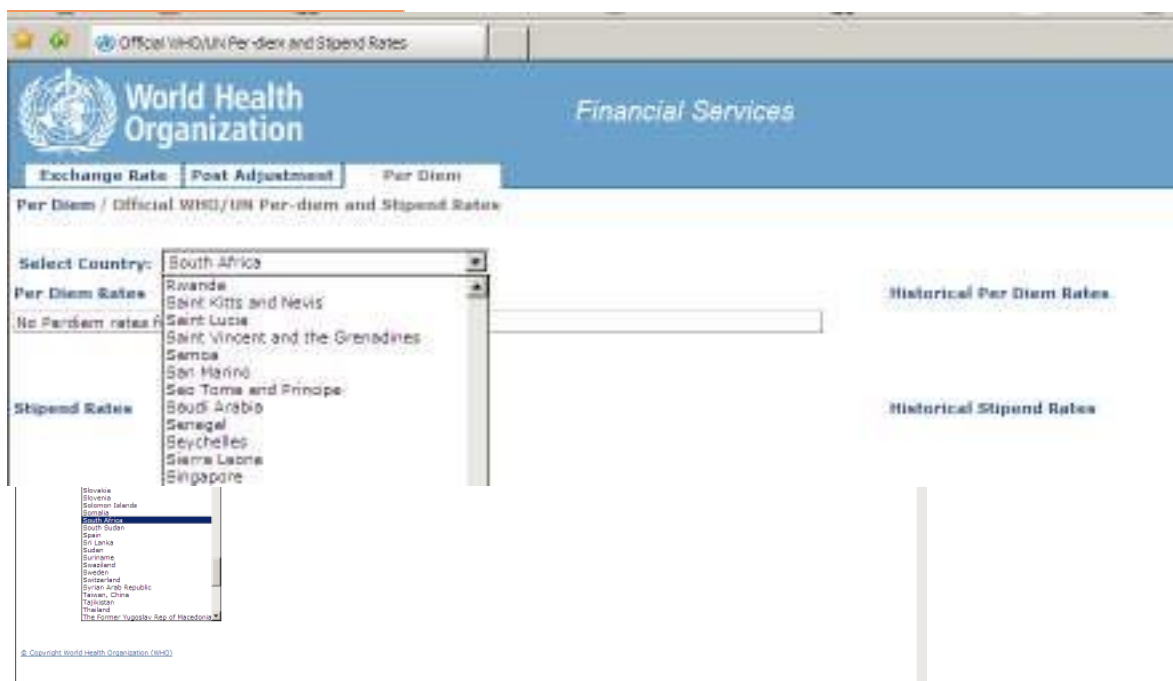 Official WHO/UN Per-diem and Stipend Rates
World Health
Organization
Financial Services
Exchange Rate
Post Adjustment
Per Diem
Per Diem / Official WHO/UN Per-diem and Stipend Rates
Select Country: South Africa
Per Diem Rates
Historical Per Diem Rates
No Perdiem rates f
Rwanda
Saint Kitts and Nevis
Saint Lucia
Saint Vincent and the Grenadines
Samoa
San Marino
Sao Tome and Principe
Saudi Arabia
Senegal
Seychelles
Sierra Leone
Singapore
Stipend Rates
Historical Stipend Rates
Slovakia
Slovenia
Solomon Islands
Somalia
South Africa
South Sudan
Spain
Sri Lanka
Sudan
Suriname
Swaziland
Sweden
Switzerland
Syrian Arab Republic
Taiwan, China
Tajikistan
Thailand
The Former Yugoslav Rep of Macedonia
© Copyright World Health Organization (WHO)